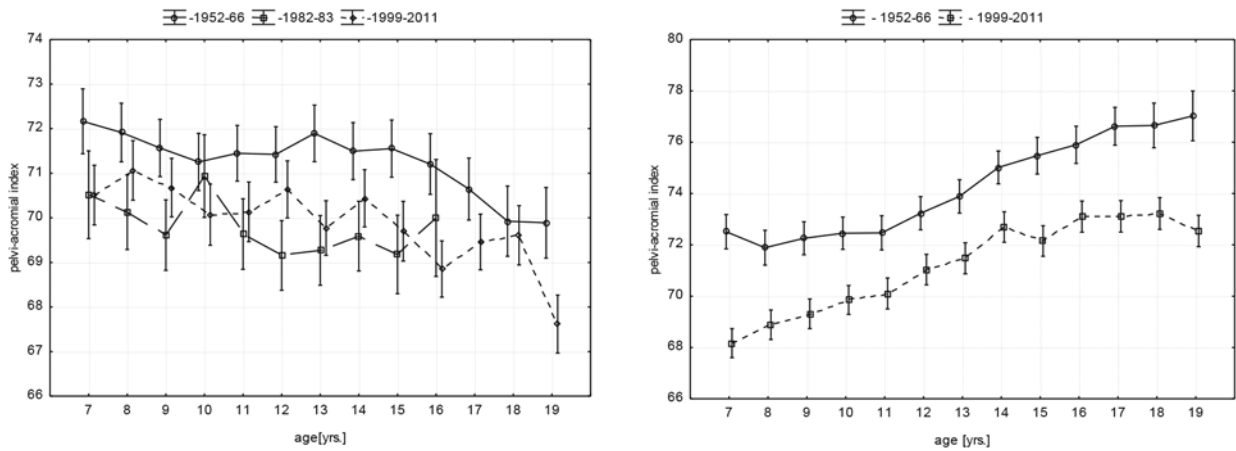 -1952-66 -1982-83 -1999-2011
74
73
72
71
70
69
68
67
66
pelvi-acromial index
7 8 9 10 11 12 13 14 15 16 17 18 19
age[yrs.]
- 1952-66 - 1999-2011
80
78
76
74
72
70
68
66
pelvi-acromial index
7 8 9 10 11 12 13 14 15 16 17 18 19
age [yrs.]